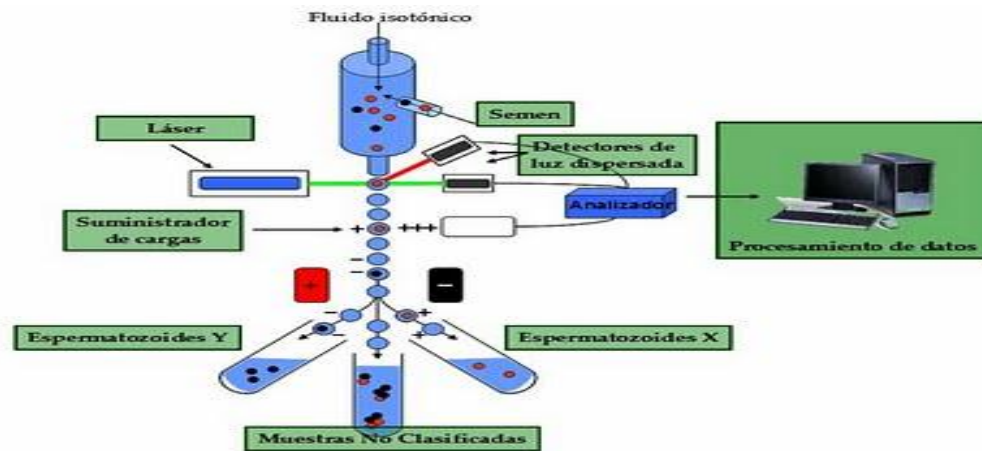 Fluido isotónico
Semen
Láser
Detectores de
luz dispersada
Analizador
Suministrador
de cargas
+ +++
Procesamiento de datos
−
−
+ −
− +
− +
Espermatozoides Y
Espermatozoides X
Muestras No Clasificadas